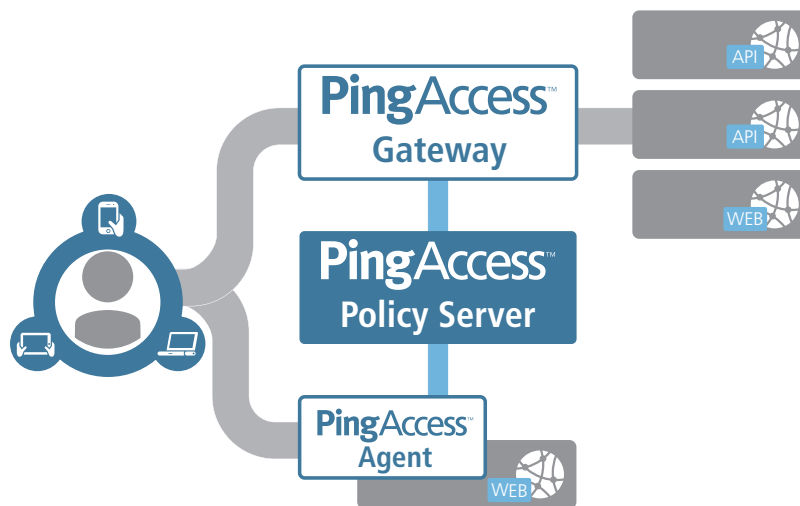 PingAccess™
Gateway
API
API
WEB
PingAccess™
Policy Server
PingAccess™
Agent
WEB